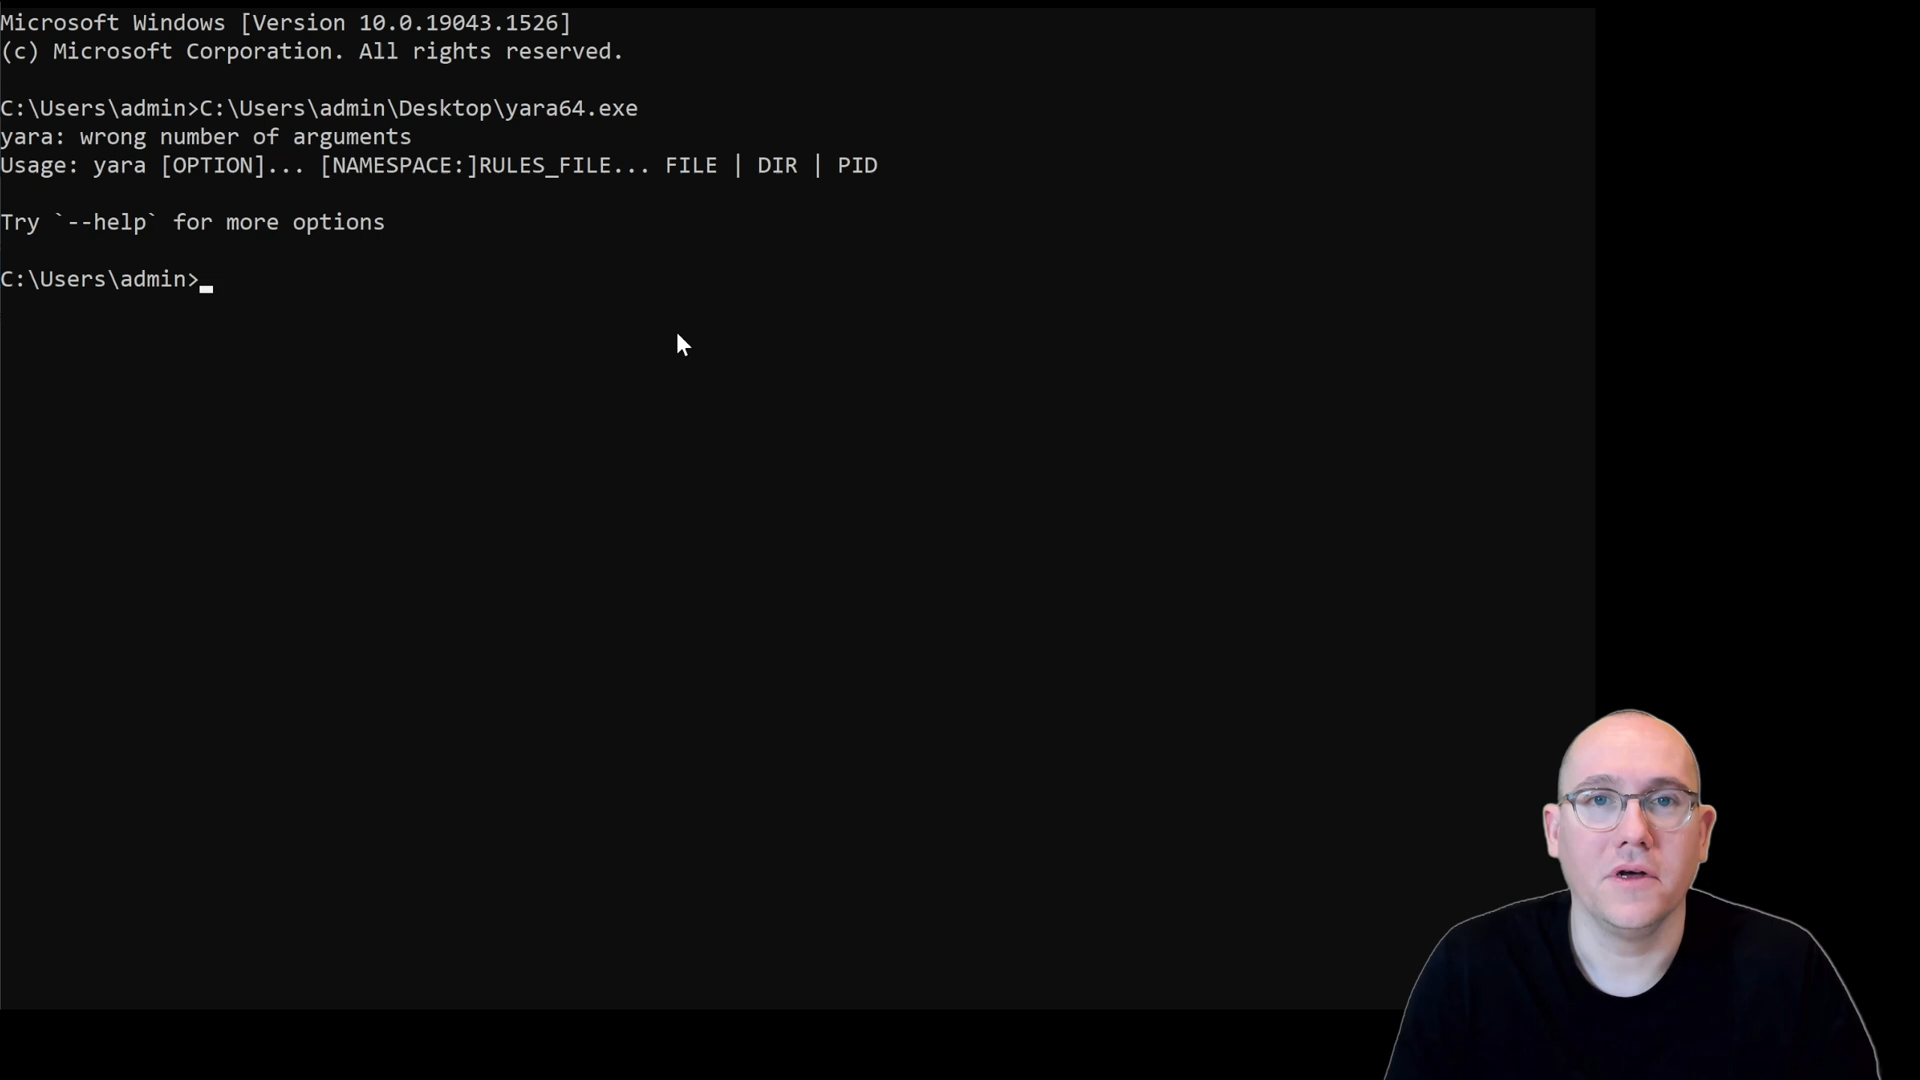 Microsoft Windows [Version 10.0.19043.1526]
(c) Microsoft Corporation. All rights reserved.
C:\Users\admin>C:\Users\admin\Desktop\yara64.exe
yara: wrong number of arguments
Usage: yara [OPTION]... [NAMESPACE:]RULES_FILE... FILE | DIR | PID
Try `--help` for more options
C:\Users\admin>